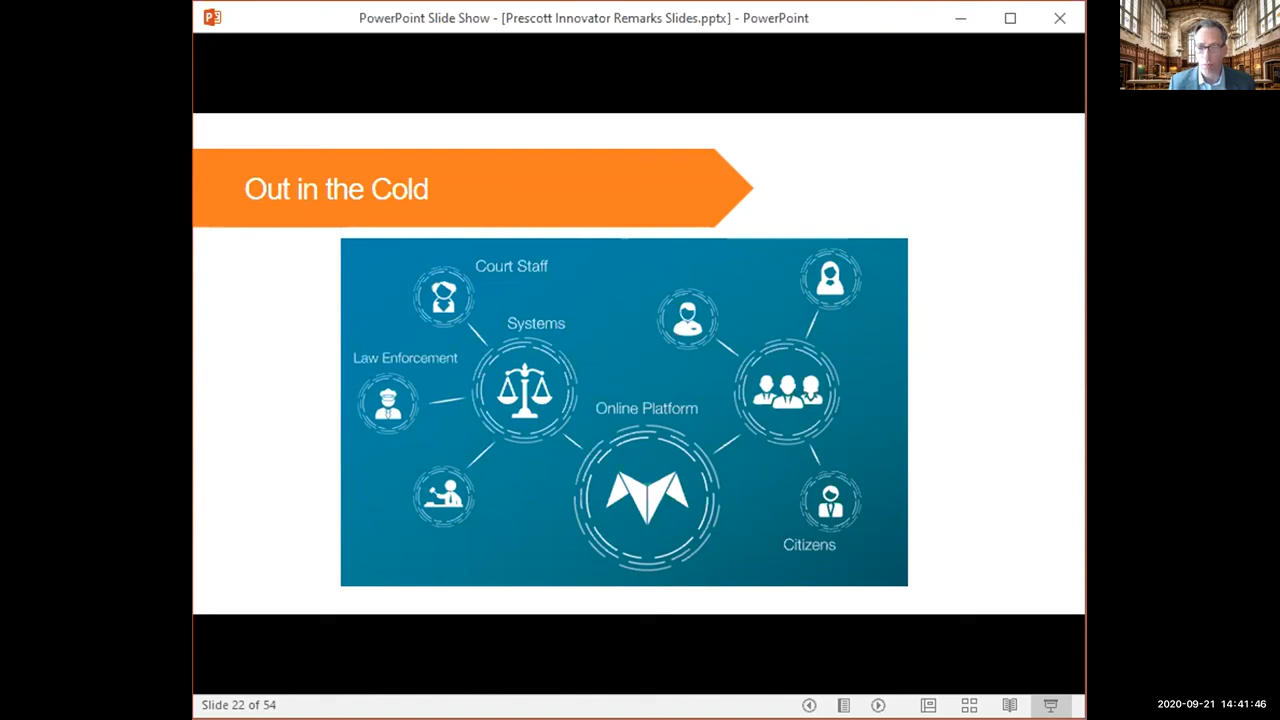 PowerPoint Slide Show - [Prescott Innovator Remarks Slides.pptx] - PowerPoint
Out in the Cold
Court Staff
Systems
Law Enforcement
Online Platform
Citizens
Slide 22 of 54
2020-09-21 14:41:46